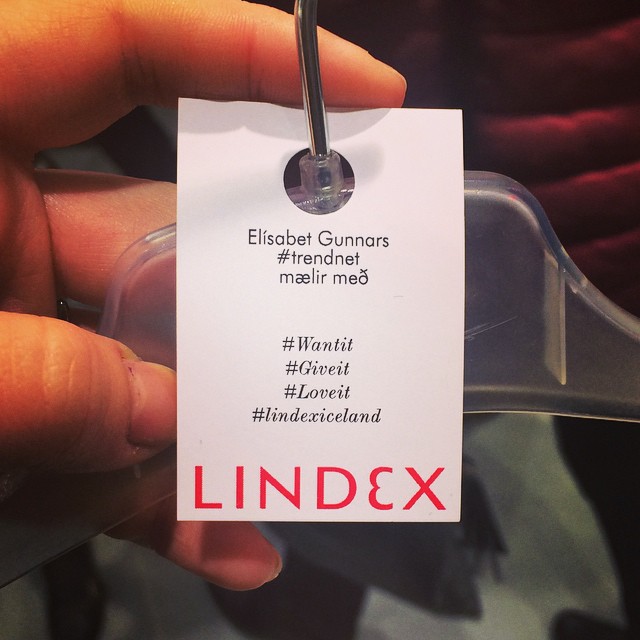 Elísabet Gunnars
#trendnet
mælir með
#Wantit
#Giveit
#Loveit
#lindexiceland
LINDEX